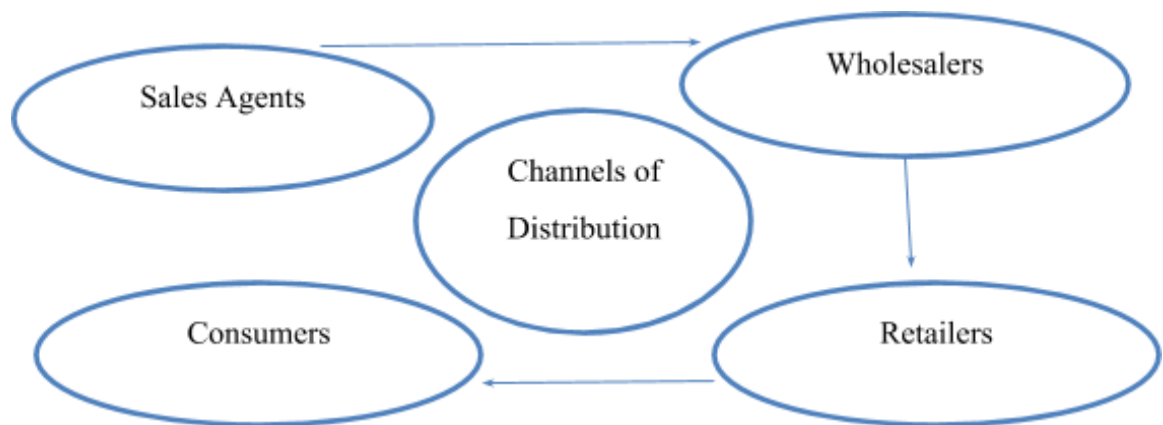 Sales Agents
Wholesalers
Channels of
Distribution
Consumers
Retailers